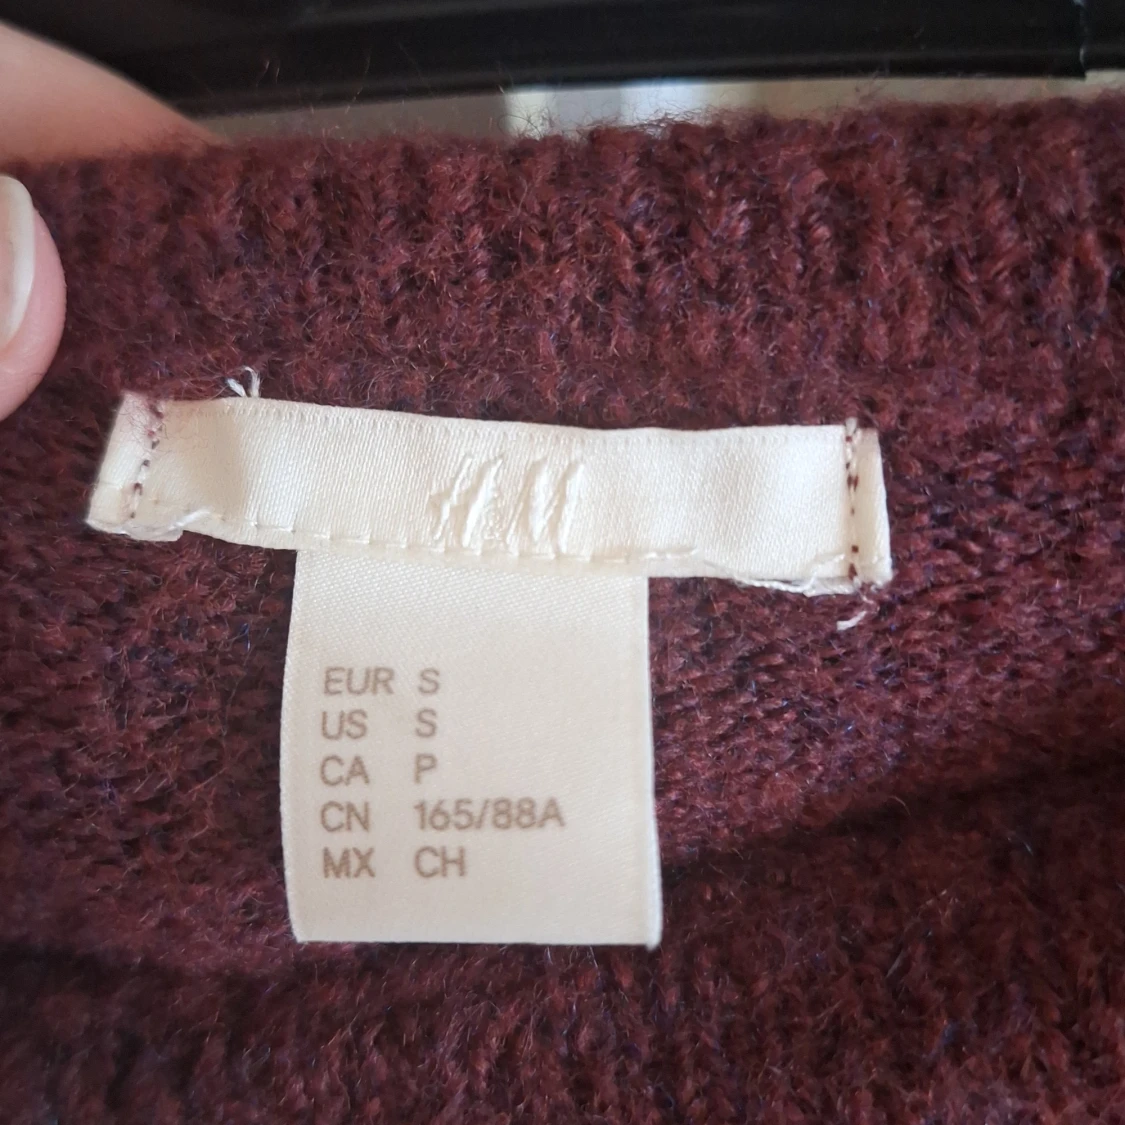 H&M
EUR S
US S
CA P
CN 165/88A
MX CH